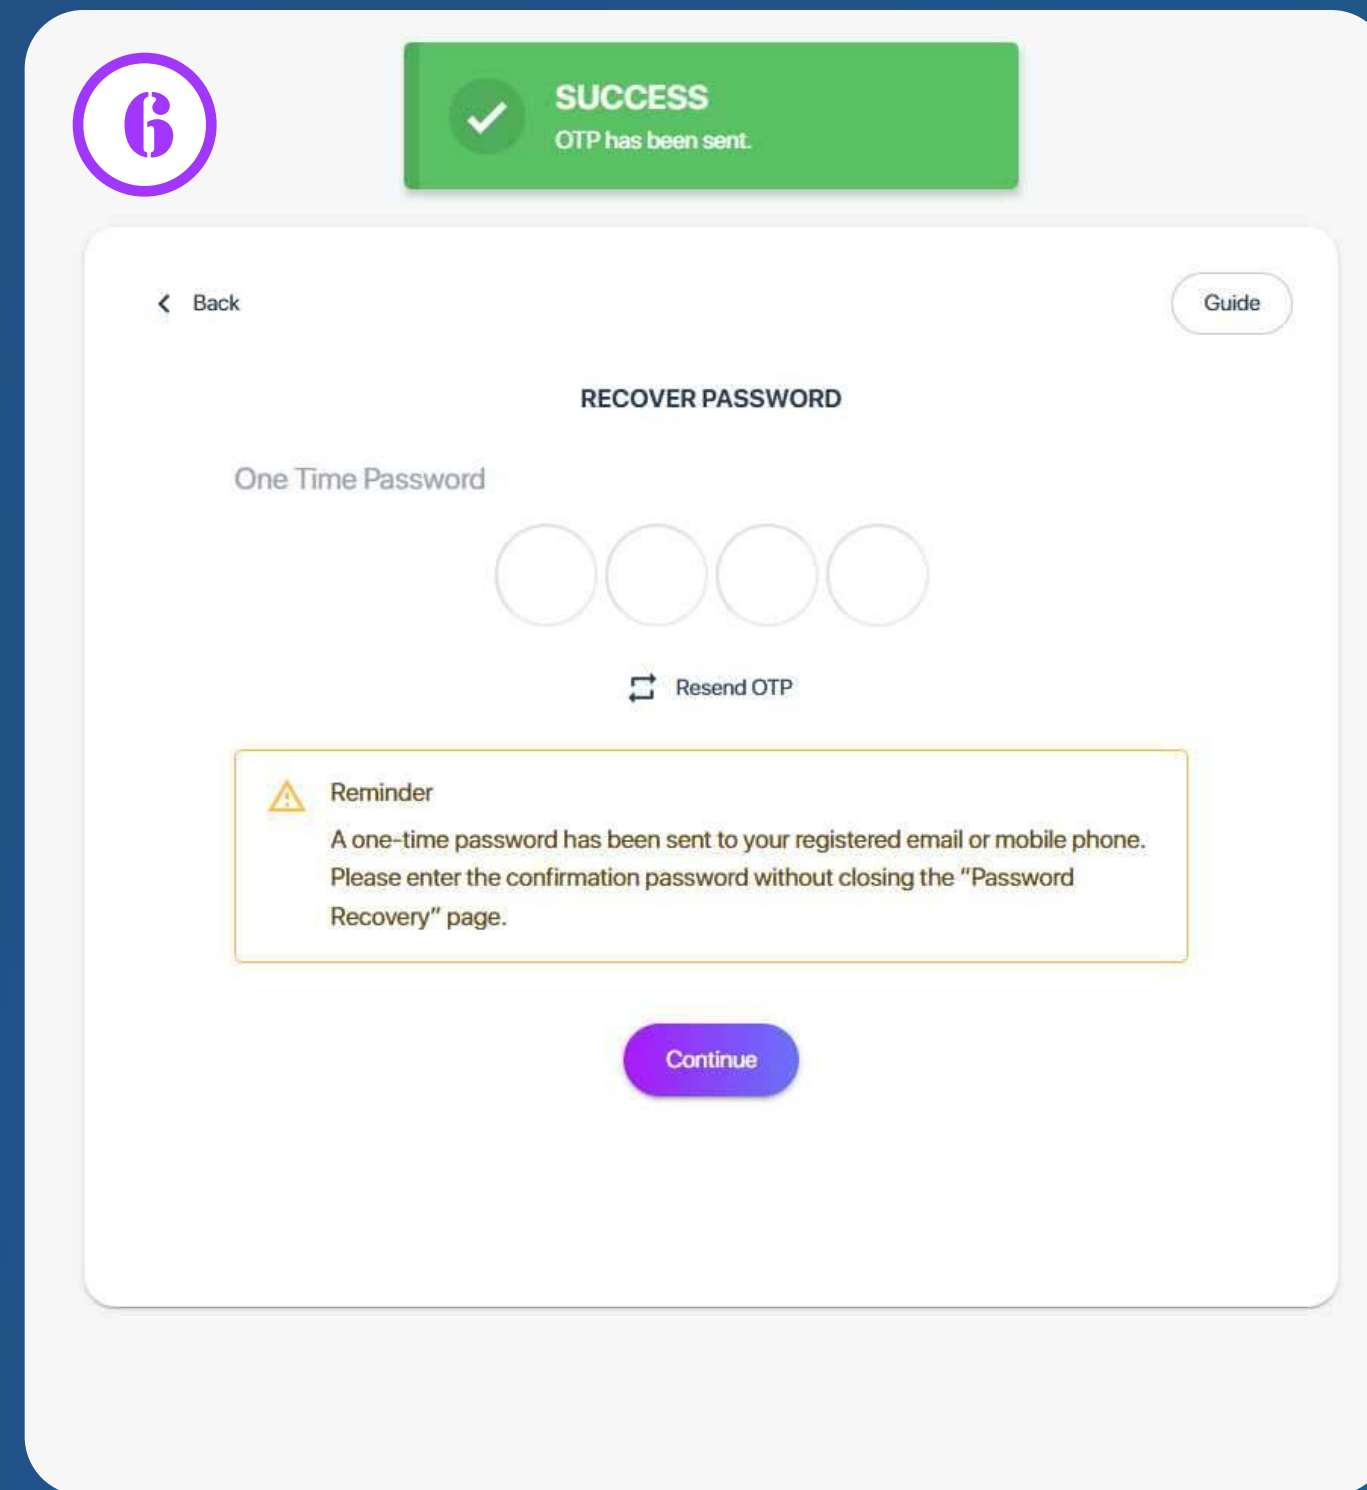 6
SUCCESS
OTP has been sent.
Back
Guide
RECOVER PASSWORD
One Time Password
Resend OTP
Reminder
A one-time password has been sent to your registered email or mobile phone.
Please enter the confirmation password without closing the "Password
Recovery" page.
Continue